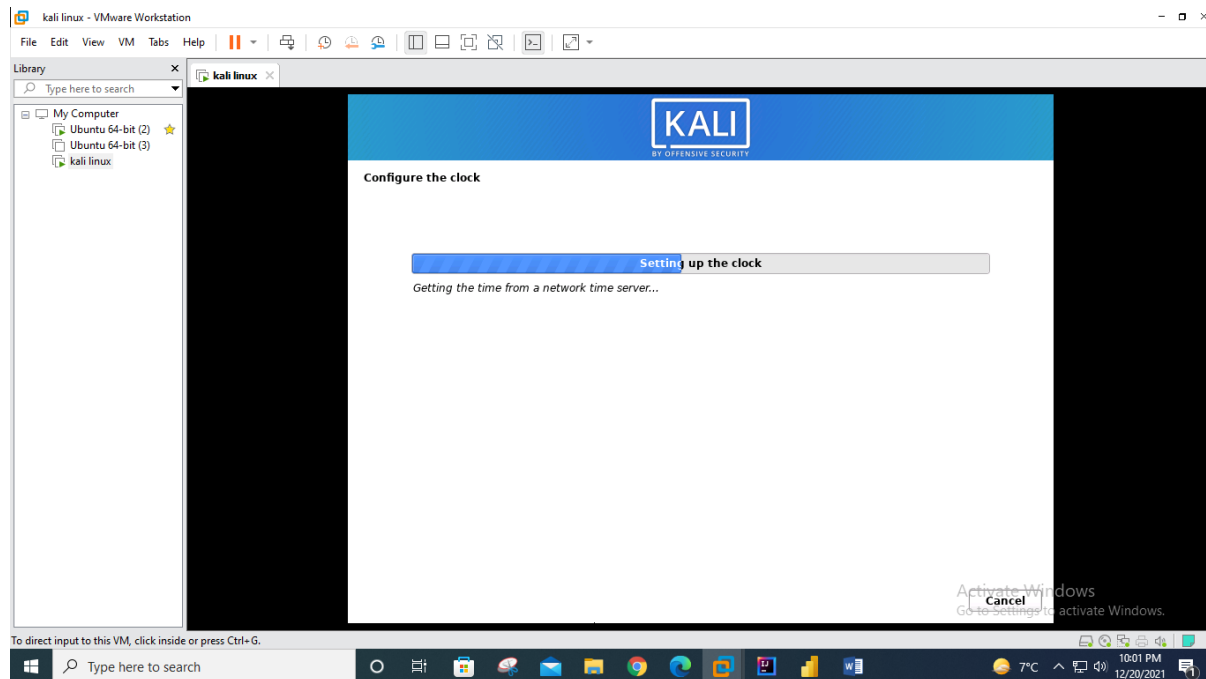 kali linux - VMware Workstation
File Edit View VM Tabs Help
Library
Type here to search
kali linux
My Computer
Ubuntu 64-bit (2)
Ubuntu 64-bit (3)
kali linux
KALI
BY OFFENSIVE SECURITY
Configure the clock
Setting up the clock
Getting the time from a network time server...
Cancel
Activate Windows
Go to Settings to activate Windows.
To direct input to this VM, click inside or press Ctrl+G.
Type here to search
7°C
10:01 PM
12/20/2021
1